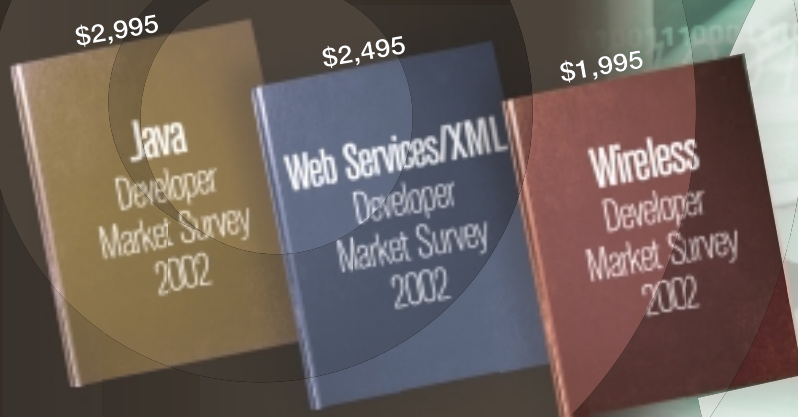 $2,995
Java
Developer
Market Survey
2002
$2,495
Web Services/XML
Developer
Market Survey
2002
$1,995
Wireless
Developer
Market Survey
2002